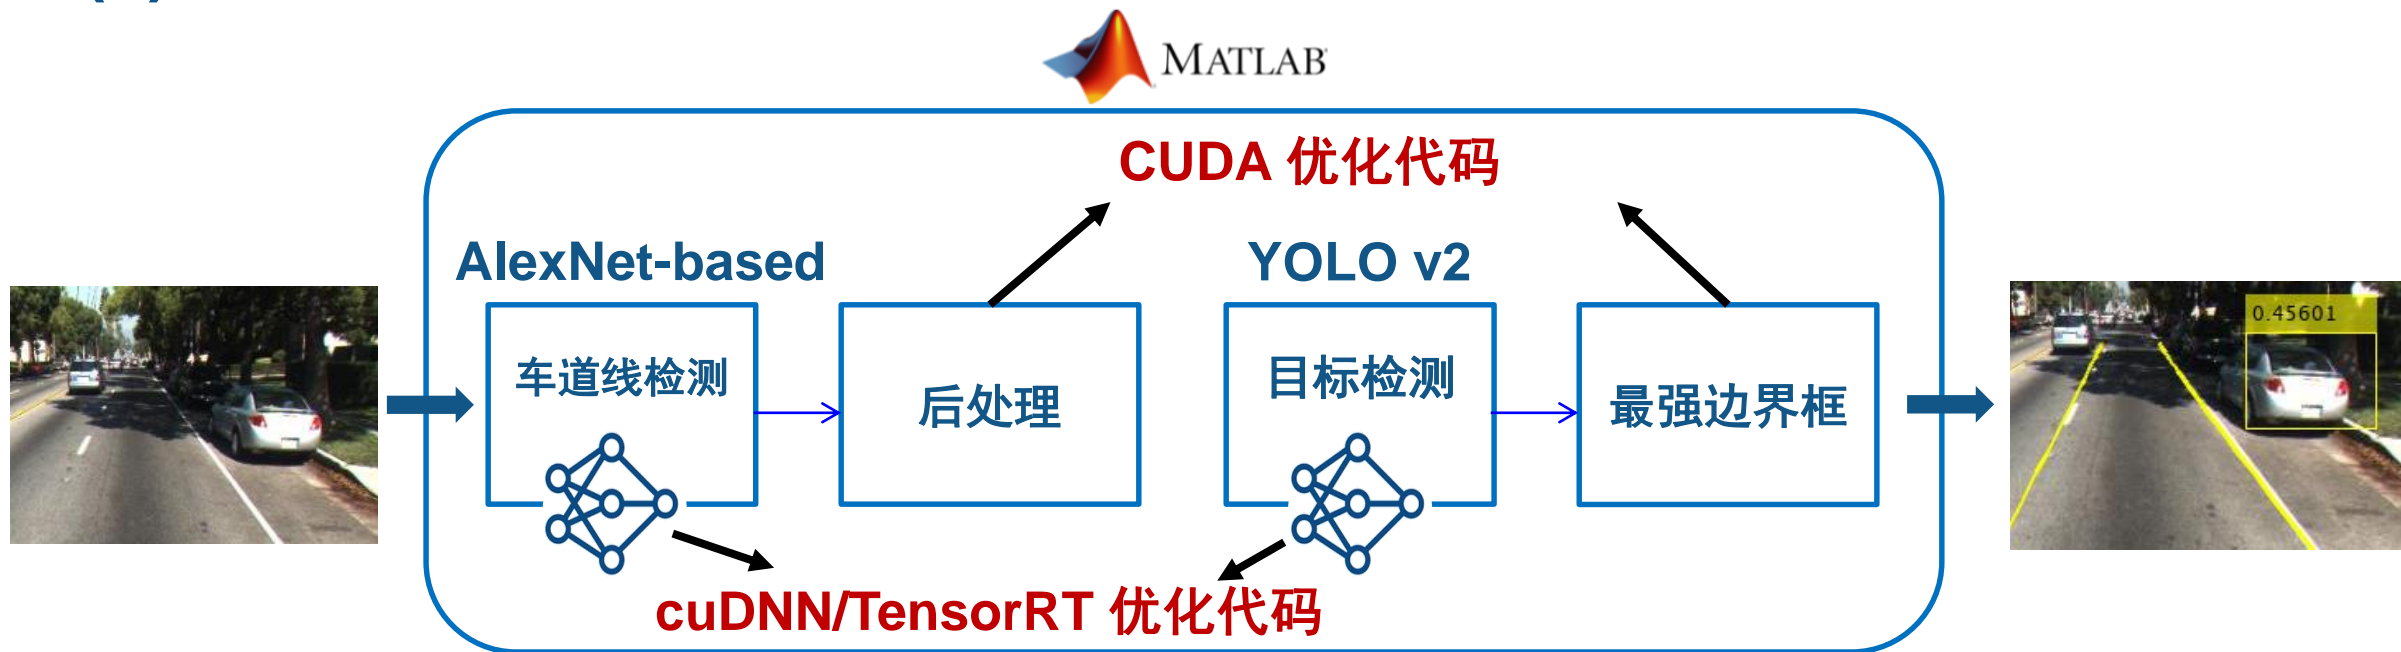 MATLAB
CUDA 优化代码
AlexNet-based
YOLO v2
车道线检测
后处理
目标检测
最强边界框
0.45601
cuDNN/TensorRT 优化代码